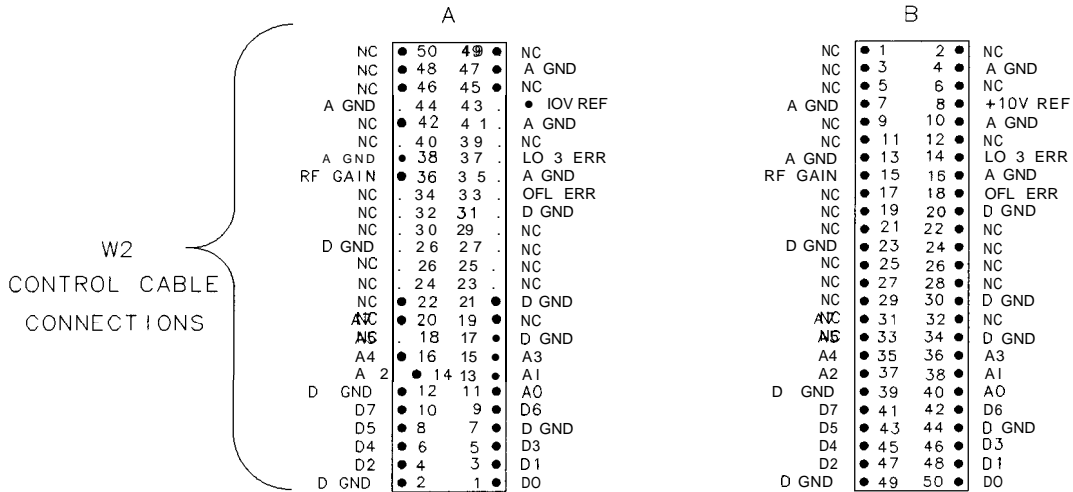 A B
NC 50 49 NC NC 1 2 NC
NC 48 47 A GND NC 3 4 A GND
NC 46 45 NC NC 5 6 NC
A GND 44 43 10V REF A GND 7 8 +10V REF
NC 42 41 A GND NC 9 10 A GND
NC 40 39 NC NC 11 12 NC
A GND 38 37 LO 3 ERR A GND 13 14 LO 3 ERR
RF GAIN 36 35 A GND RF GAIN 15 16 A GND
NC 34 33 OFL ERR NC 17 18 OFL ERR
NC 32 31 D GND NC 19 20 D GND
NC 30 29 NC NC 21 22 NC
D GND 26 27 NC D GND 23 24 NC
NC 26 25 NC NC 25 26 NC
NC 24 23 NC NC 27 28 NC
NC 22 21 D GND NC 29 30 D GND
20 19 NC 31 32 NC
18 17 D GND 33 34 D GND
A4 16 15 A3 A4 35 36 A3
A 2 14 13 A1 A2 37 38 A1
D GND 12 11 A0 D GND 39 40 A0
D7 10 9 D6 D7 41 42 D6
D5 8 7 D GND D5 43 44 D GND
D4 6 5 D3 D4 45 46 D3
D2 4 3 D1 D2 47 48 D1
D GND 2 1 D0 D GND 49 50 D0
W2
CONTROL CABLE
CONNECTIONS